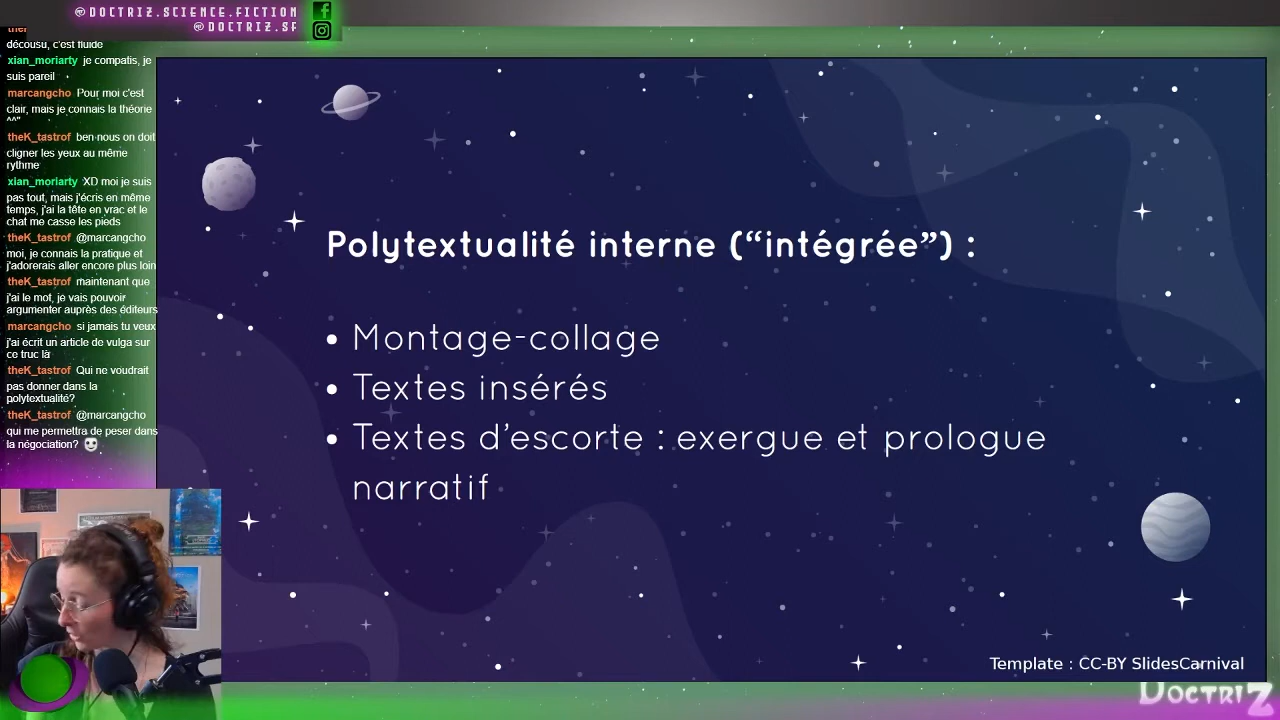 @DOCTRIZ.SCIENCE.FICTION
@DOCTRIZ.SF
décousu, c'est fluide
xian_moriarty je compatis, je
suis pareil
marcangcho Pour moi c'est
clair, mais je connais la théorie
^^"
theK_tastrof ben nous on doit
cligner les yeux au même
rythme
xian_moriarty XD moi je suis
pas tout, mais j'écris en même
temps, j'ai la tête en vrac et le
chat me casse les pieds
theK_tastrof @marcangcho
moi, je connais la pratique et
j'adorerais aller encore plus loin
theK_tastrof maintenant que
j'ai le mot, je vais pouvoir
argumenter auprès des éditeurs
marcangcho si jamais tu veux
j'ai écrit un article de vulga sur
ce truc là
theK_tastrof Qui ne voudrait
pas donner dans la
polytextualité?
theK_tastrof @marcangcho
qui me permettra de peser dans
la négociation?
Polytextualité interne (“intégrée”) :
• Montage-collage
• Textes insérés
• Textes d’escorte : exergue et prologue
narratif
Template : CC-BY SlidesCarnival
DOCTRIZ